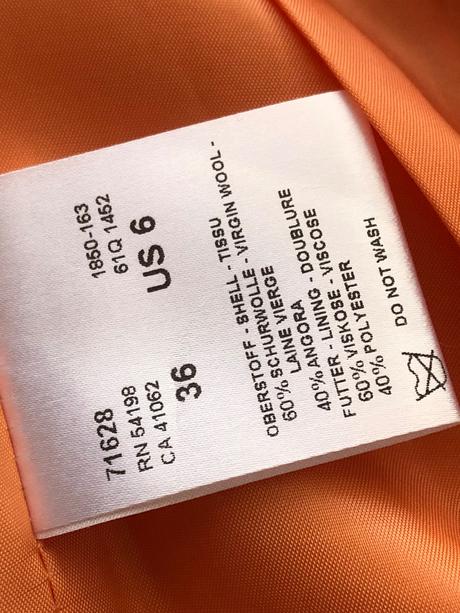 71628
RN 54198 1850-163
CA 41062 61Q 1452
36 US 6
OBERSTOFF - SHELL - TISSU
60% SCHURWOLLE - VIRGIN WOOL -
LAINE VIERGE
40% ANGORA
FUTTER - LINING - DOUBLURE
60% VISKOSE - VISCOSE
40% POLYESTER
DO NOT WASH